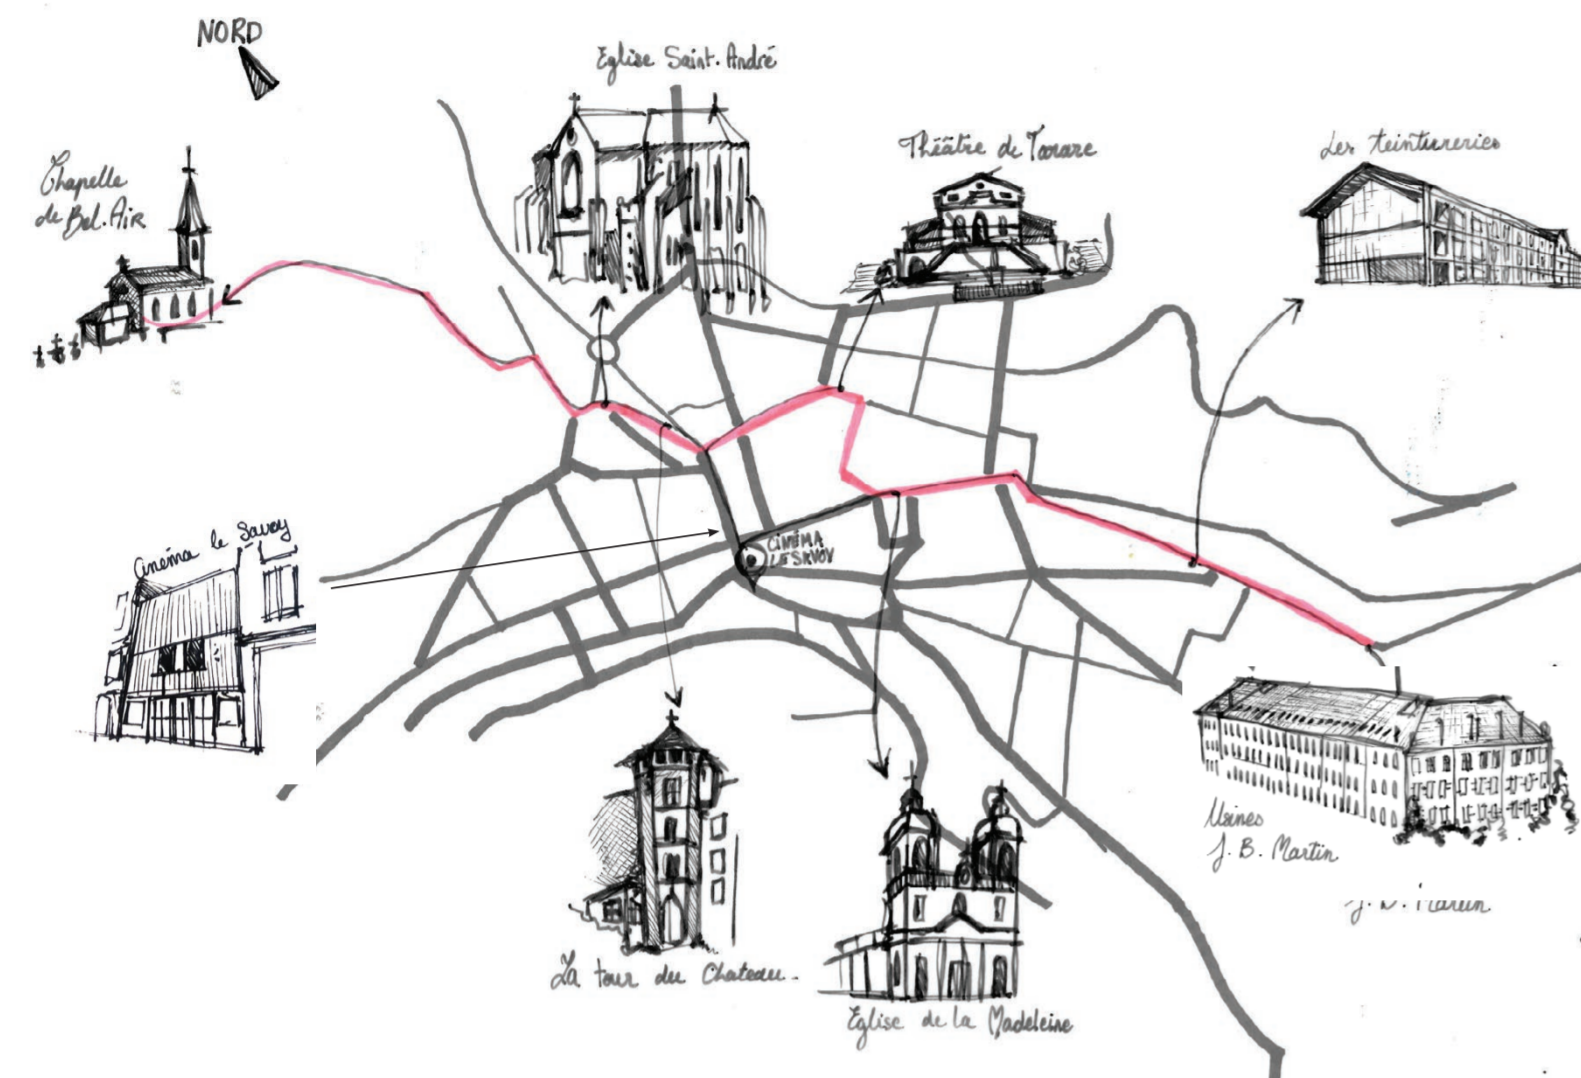 NORD
Eglise Saint-André
Théâtre de Tarare
Les teintureries
Chapelle
de Bel-Air
Cinéma le Savoy
CINÉMA
LE SAVOY
Usines
J. B. Martin
J. B. Martin
La tour du Chateau
Eglise de la Madeleine